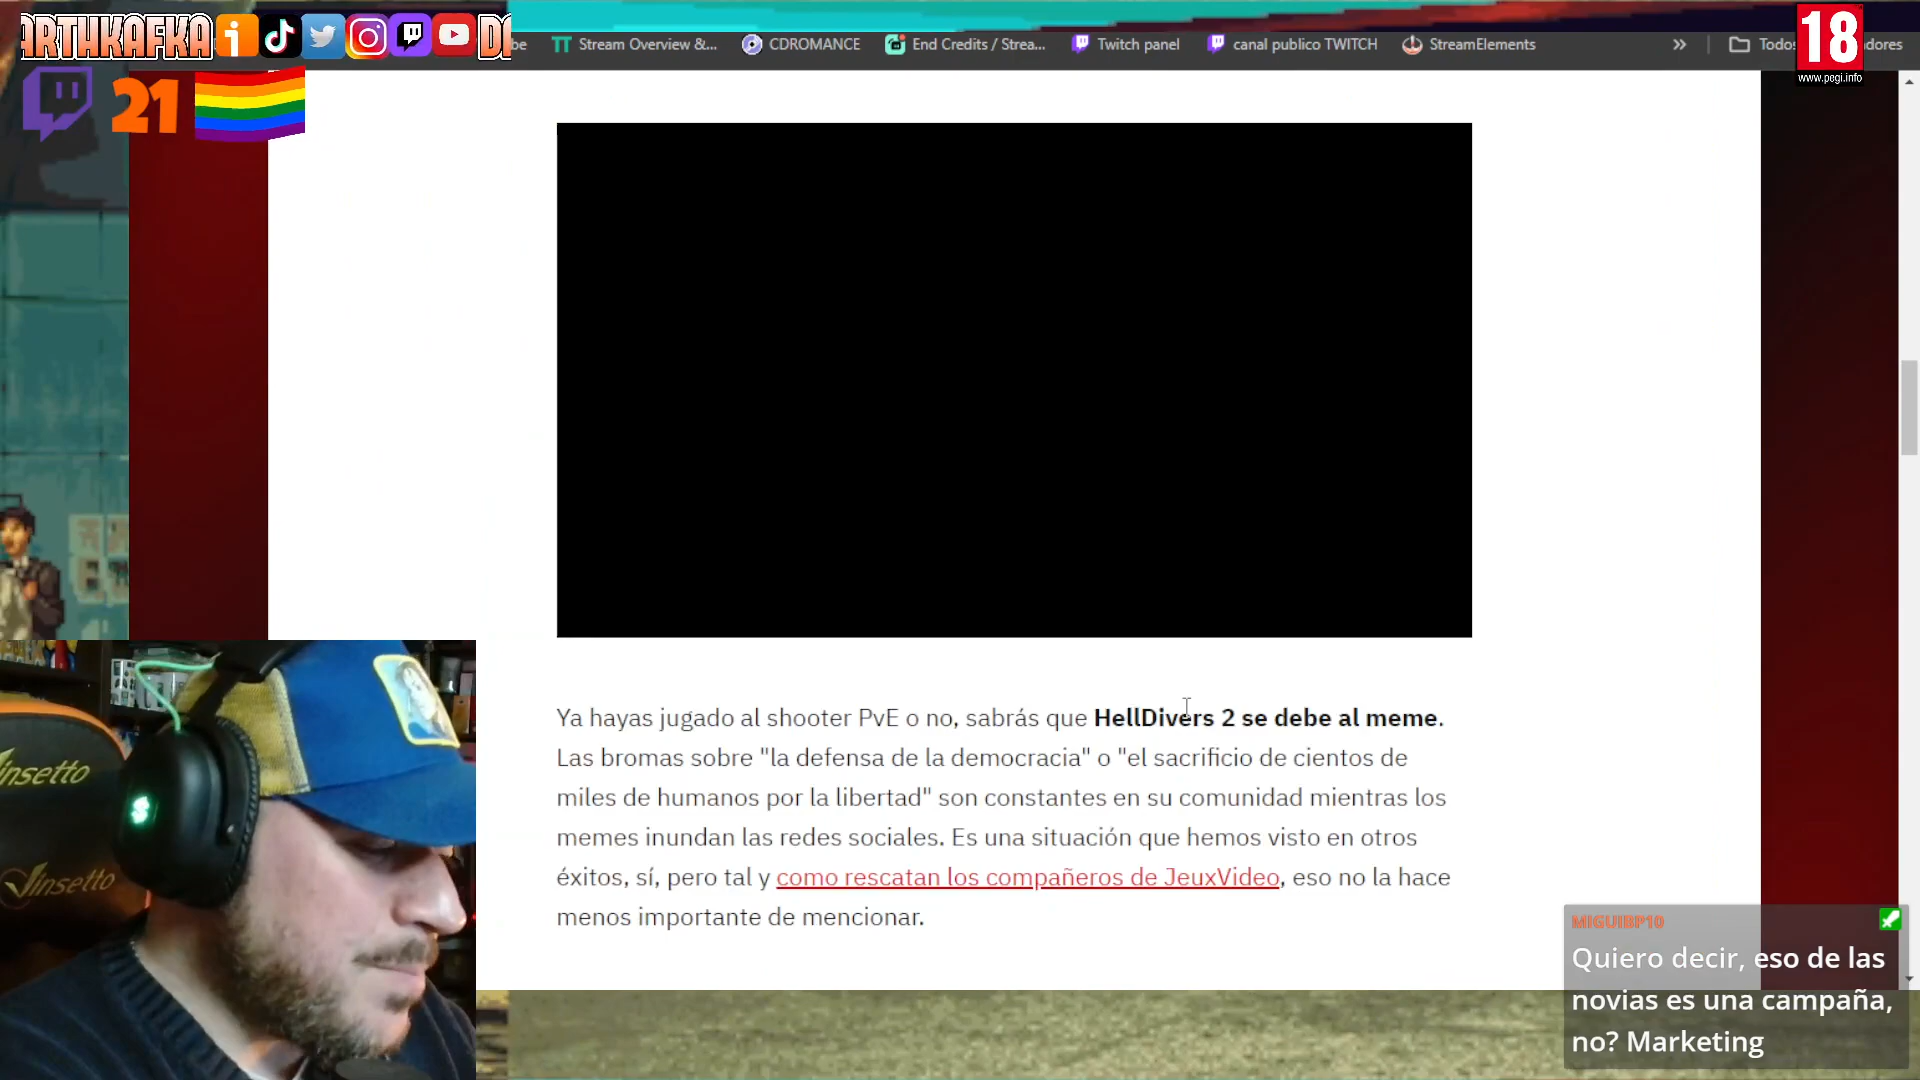 ARTHKAFKA
DA
be
Stream Overview &...
CDROMANCE
End Credits / Strea...
Twitch panel
canal publico TWITCH
StreamElements
»
18
www.pegi.info
21
Ya hayas jugado al shooter PvE o no, sabrás que HellDivers 2 se debe al meme.
Las bromas sobre "la defensa de la democracia" o "el sacrificio de cientos de
miles de humanos por la libertad" son constantes en su comunidad mientras los
memes inundan las redes sociales. Es una situación que hemos visto en otros
éxitos, sí, pero tal y como rescatan los compañeros de JeuxVideo, eso no la hace
menos importante de mencionar.
insetto
Vinsetto
MIGUIBP10
Quiero decir, eso de las
novias es una campaña,
no? Marketing